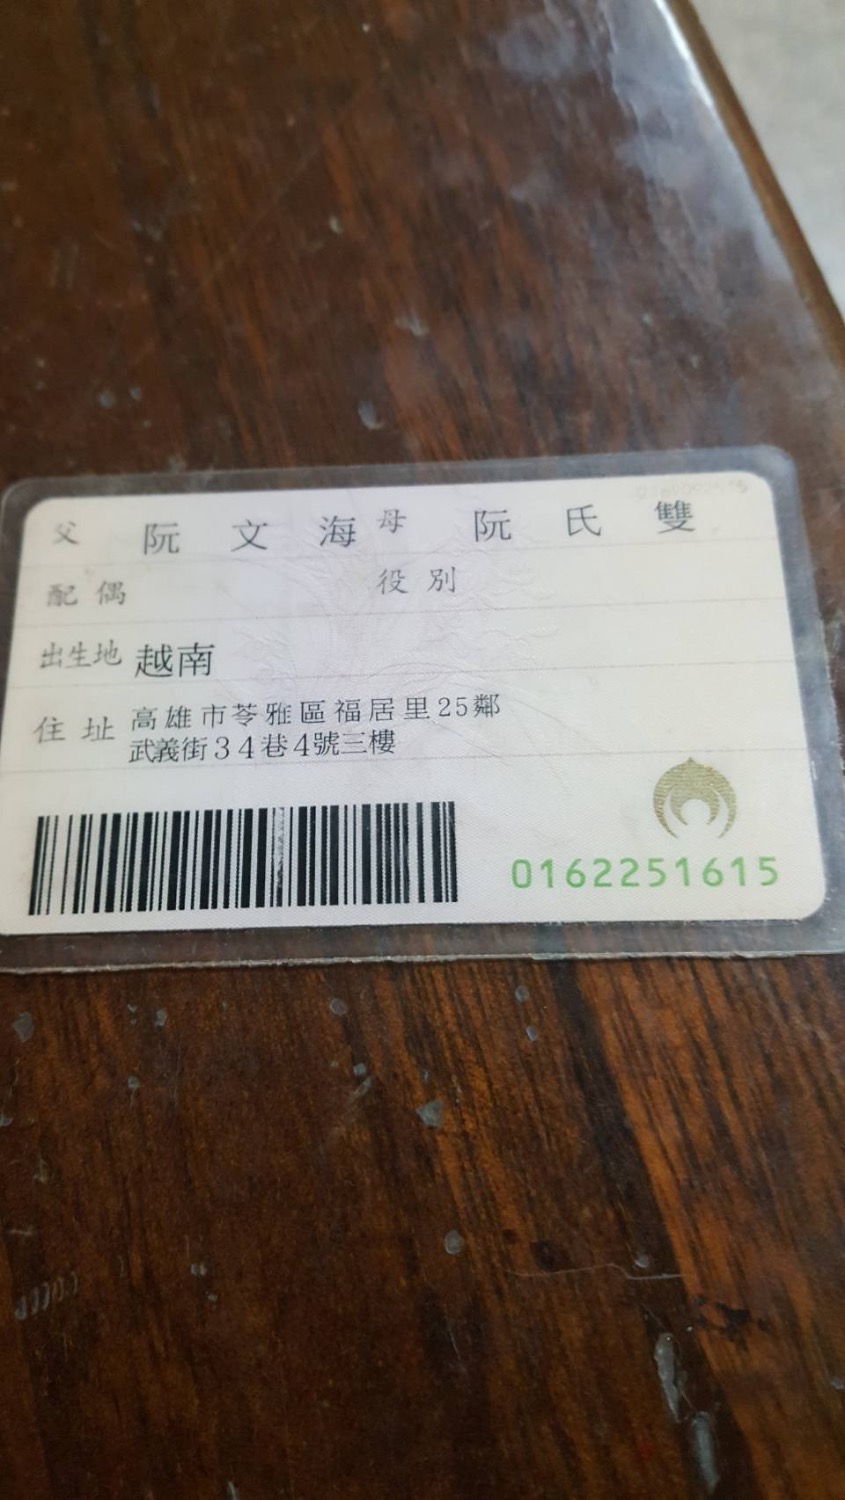 父 阮文海 母 阮氏雙
配偶 役別
出生地 越南
住址 高雄市苓雅區福居里25鄰
武義街34巷4號三樓
0162251615